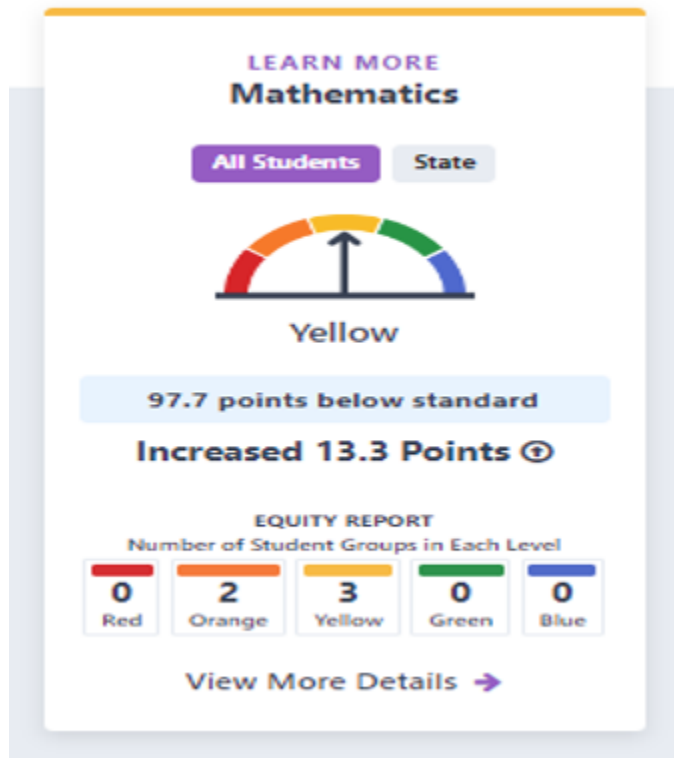 LEARN MORE
Mathematics
All Students State
Yellow
97.7 points below standard
Increased 13.3 Points
EQUITY REPORT
Number of Student Groups in Each Level
0 2 3 0 0
Red Orange Yellow Green Blue
View More Details →